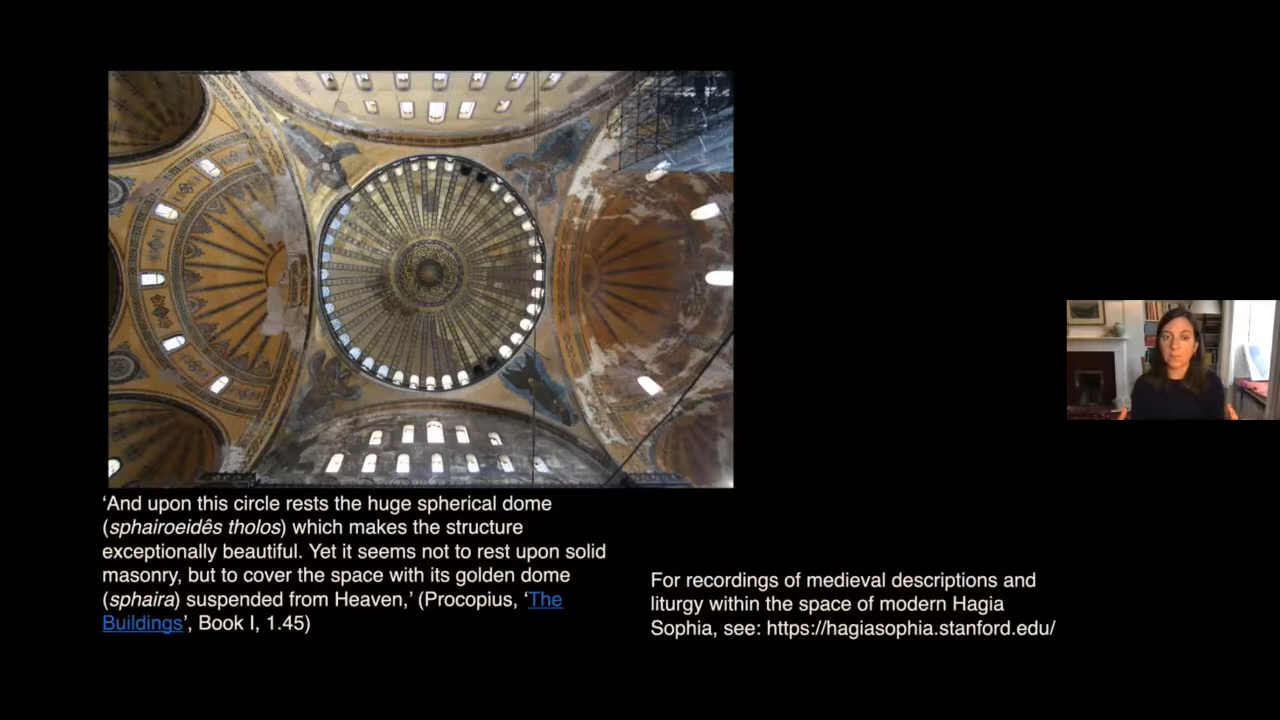 ‘And upon this circle rests the huge spherical dome
(sphairoeidês tholos) which makes the structure
exceptionally beautiful. Yet it seems not to rest upon solid
masonry, but to cover the space with its golden dome
(sphaira) suspended from Heaven,’ (Procopius, ‘The
Buildings’, Book I, 1.45)
For recordings of medieval descriptions and
liturgy within the space of modern Hagia
Sophia, see: https://hagiasophia.stanford.edu/